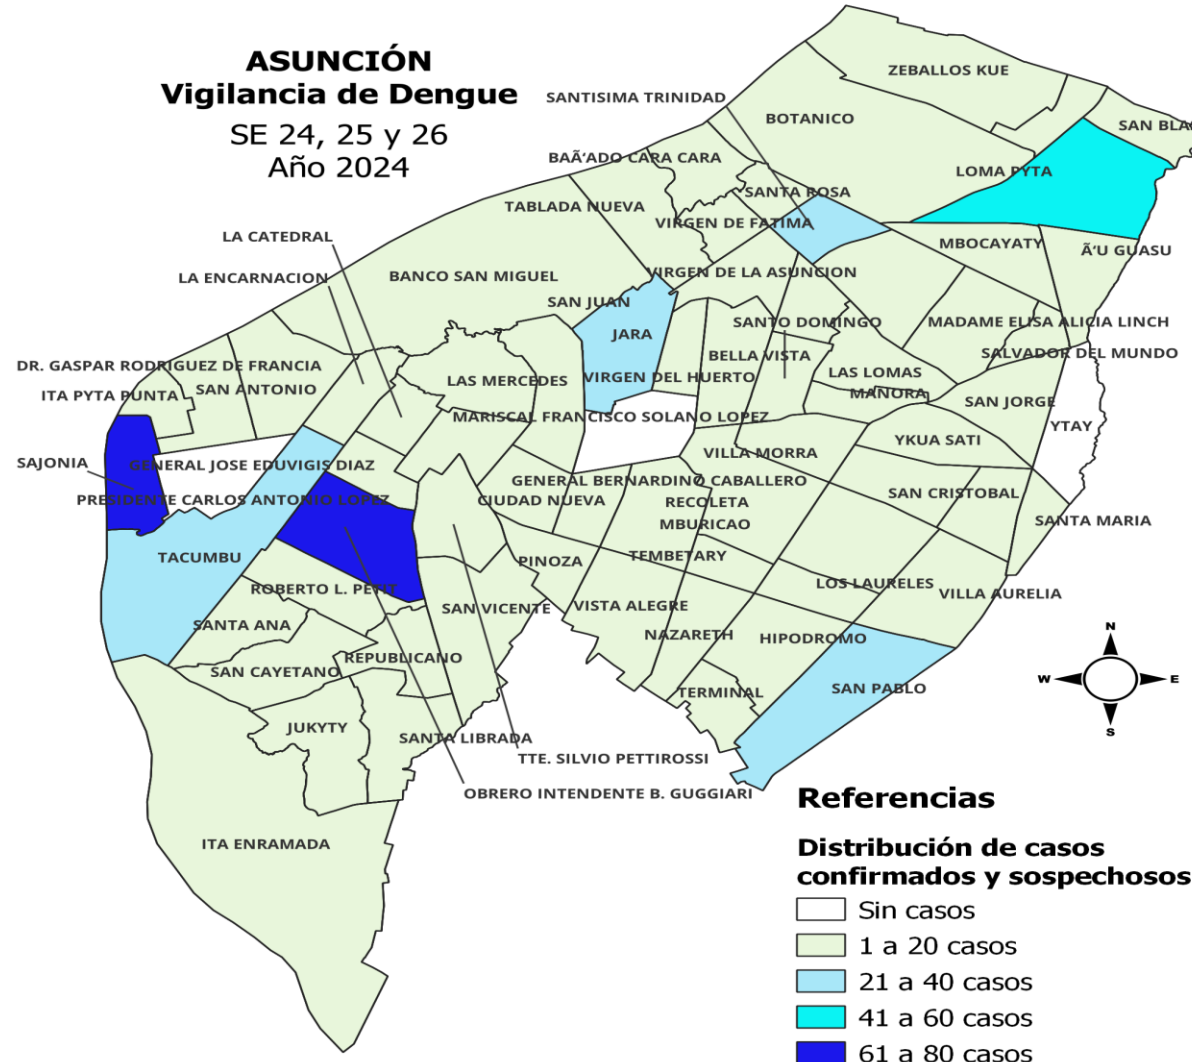 ASUNCIÓN
Vigilancia de Dengue
SE 24, 25 y 26
Año 2024
ZEBALLOS KUE
SANTISIMA TRINIDAD
BOTANICO
SAN BLA
BAÃ‘ADO CARA CARA
LOMA PYTA
SANTA ROSA
TABLADA NUEVA
VIRGEN DE FATIMA
LA CATEDRAL
MBOCAYATY
Ã‘U GUASU
LA ENCARNACION
BANCO SAN MIGUEL
VIRGEN DE LA ASUNCION
SAN JUAN
JARA
SANTO DOMINGO
MADAME ELISA ALICIA LINCH
SALVADOR DEL MUNDO
BELLA VISTA
DR. GASPAR RODRIGUEZ DE FRANCIA
LAS LOMAS
VIRGEN DEL HUERTO
LAS MERCEDES
SAN ANTONIO
MANORA
ITA PYTA PUNTA
SAN JORGE
MARISCAL FRANCISCO SOLANO LOPEZ
YTAY
YKUA SATI
VILLA MORRA
SAJONIA
GENERAL JOSE EDUVIGIS DIAZ
GENERAL BERNARDINO CABALLERO
SAN CRISTOBAL
PRESIDENTE CARLOS ANTONIO LOPEZ
CIUDAD NUEVA
RECOLETA
SANTA MARIA
MBURICAO
TACUMBU
TEMBETARY
PINOZA
LOS LAURELES
ROBERTO L. PETIT
VILLA AURELIA
SAN VICENTE
VISTA ALEGRE
SANTA ANA
NAZARETH
HIPODROMO
N
REPUBLICANO
SAN CAYETANO
W
E
SAN PABLO
TERMINAL
JUKYTY
S
SANTA LIBRADA
TTE. SILVIO PETTIROSSI
OBRERO INTENDENTE B. GUGGIARI
ITA ENRAMADA
Referencias
Distribución de casos
confirmados y sospechosos
Sin casos
1 a 20 casos
21 a 40 casos
41 a 60 casos
61 a 80 casos